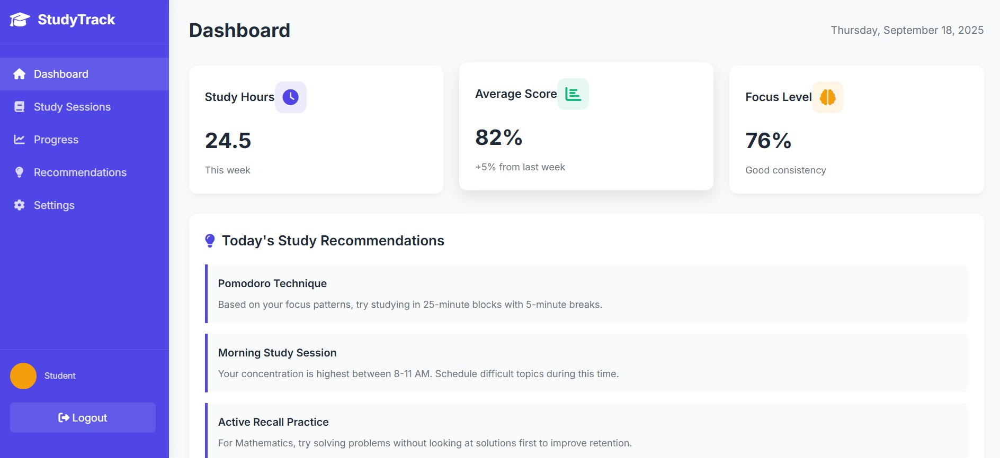 StudyTrack
Dashboard
Study Sessions
Progress
Recommendations
Settings
Student
Logout
Dashboard
Thursday, September 18, 2025
Study Hours
24.5
This week
Average Score
82%
+5% from last week
Focus Level
76%
Good consistency
Today's Study Recommendations
Pomodoro Technique
Based on your focus patterns, try studying in 25-minute blocks with 5-minute breaks.
Morning Study Session
Your concentration is highest between 8-11 AM. Schedule difficult topics during this time.
Active Recall Practice
For Mathematics, try solving problems without looking at solutions first to improve retention.